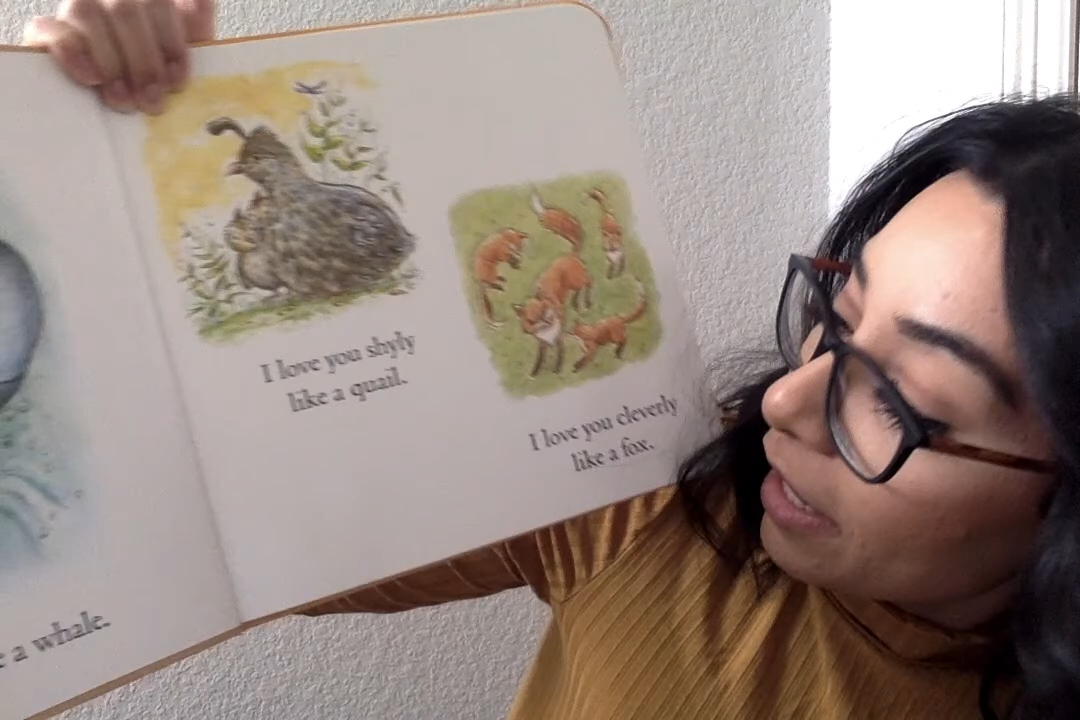 a whale.
I love you shyly
like a quail.
I love you cleverly
like a fox.